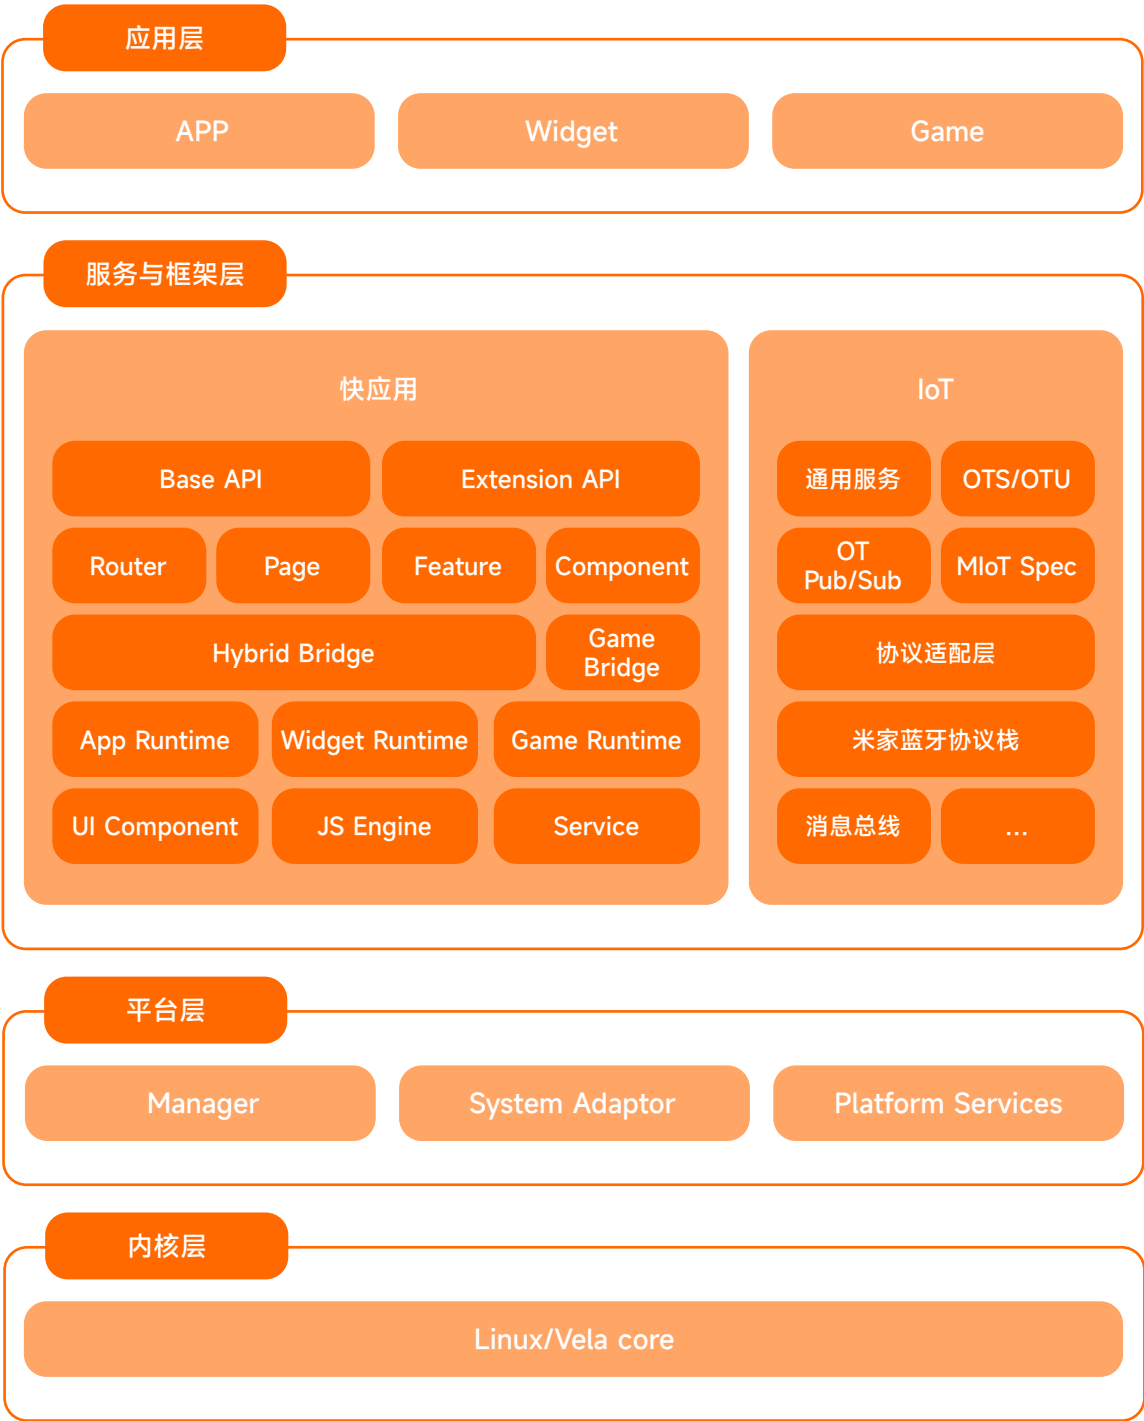 应用层
APP
Widget
Game
服务与框架层
快应用
Base API
Extension API
Router
Page
Feature
Component
Hybrid Bridge
Game
Bridge
App Runtime
Widget Runtime
Game Runtime
UI Component
JS Engine
Service
IoT
通用服务
OTS/OTU
OT
Pub/Sub
MIoT Spec
协议适配层
米家蓝牙协议栈
消息总线
...
平台层
Manager
System Adaptor
Platform Services
内核层
Linux/Vela core